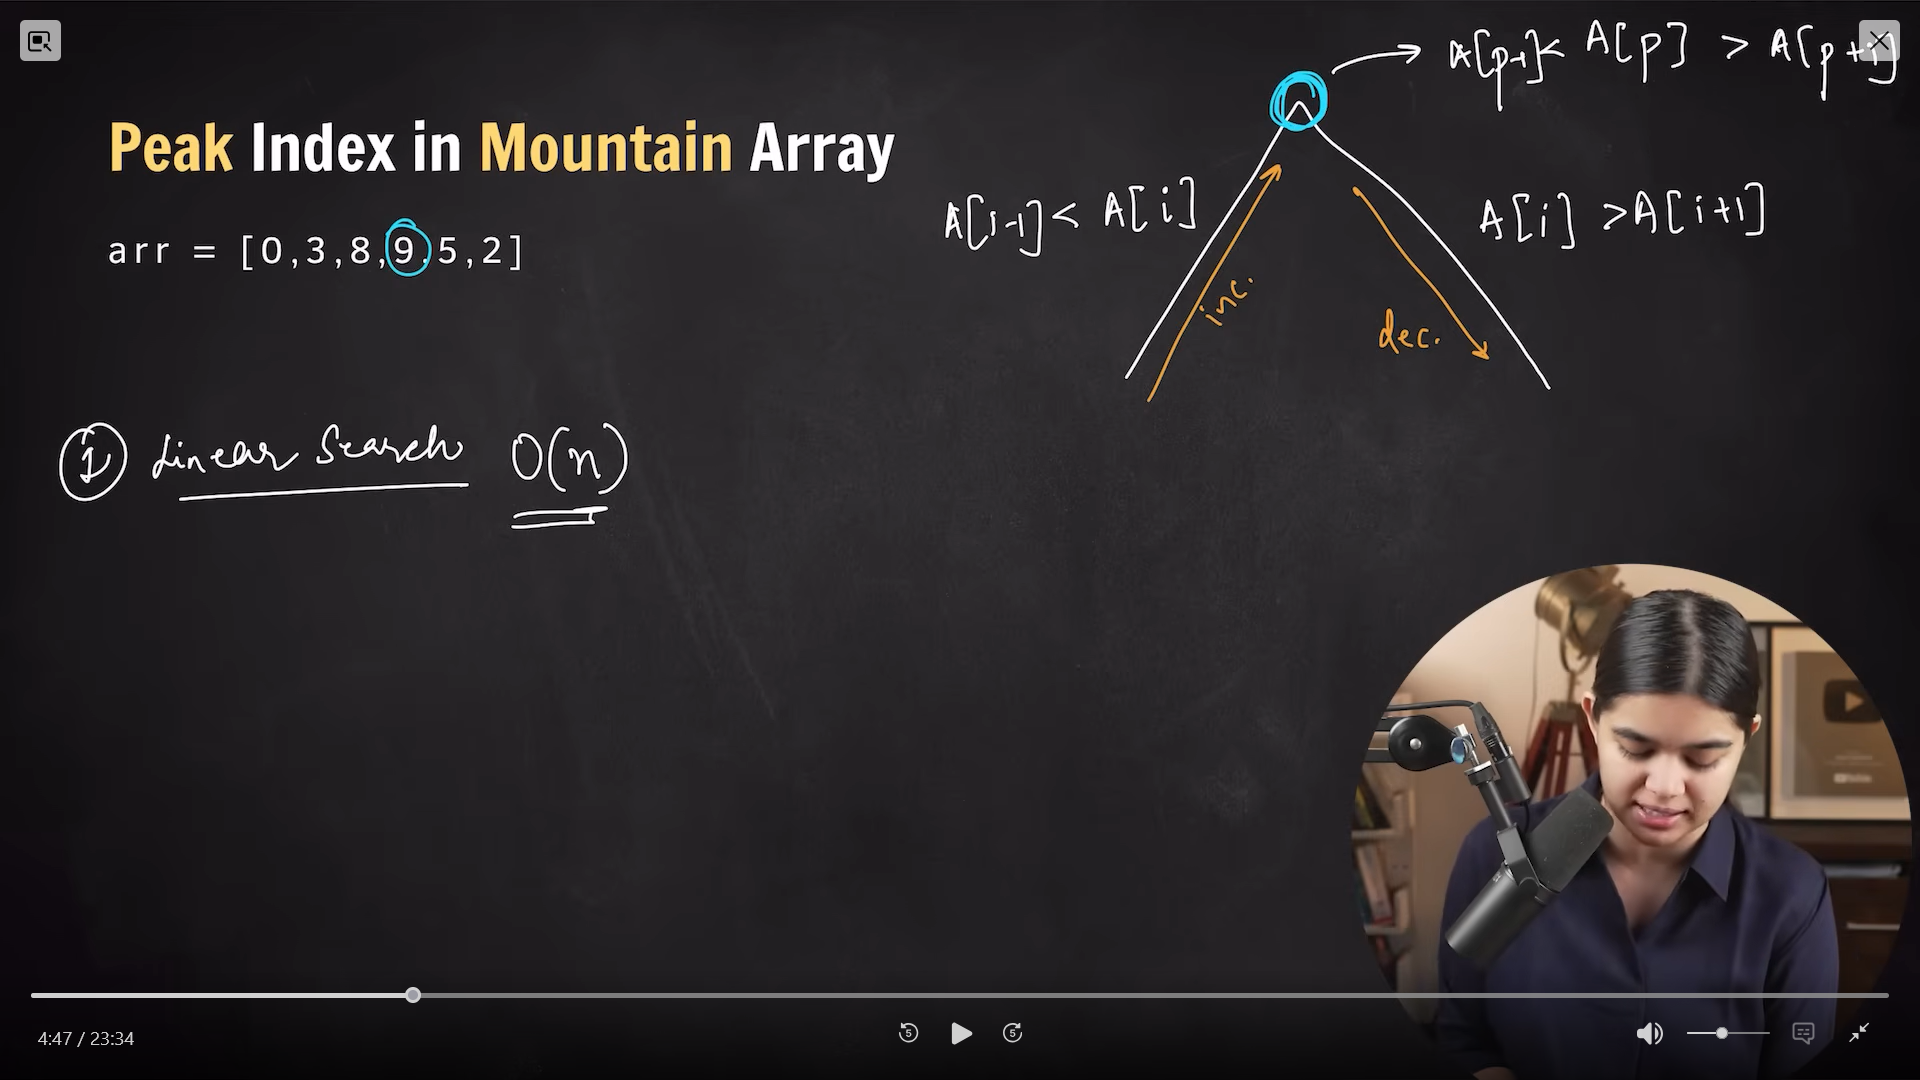 A[p-1] < A[p] > A[p+1]
Peak Index in Mountain Array
arr = [0,3,8,9,5,2]
A[i-1] < A[i]
A[i] > A[i+1]
inc.
dec.
1 Linear Search O(n)
4:47 / 23:34
5
5